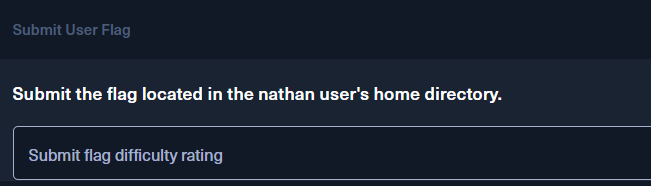 Submit User Flag
Submit the flag located in the nathan user's home directory.
Submit flag difficulty rating